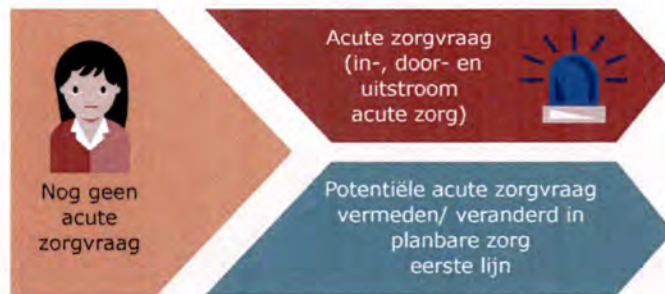 Nog geen
acute
zorgvraag
Acute zorgvraag
(in-, door- en
uitstroom
acute zorg)
Potentiële acute zorgvraag
vermeden/ veranderd in
planbare zorg
eerste lijn